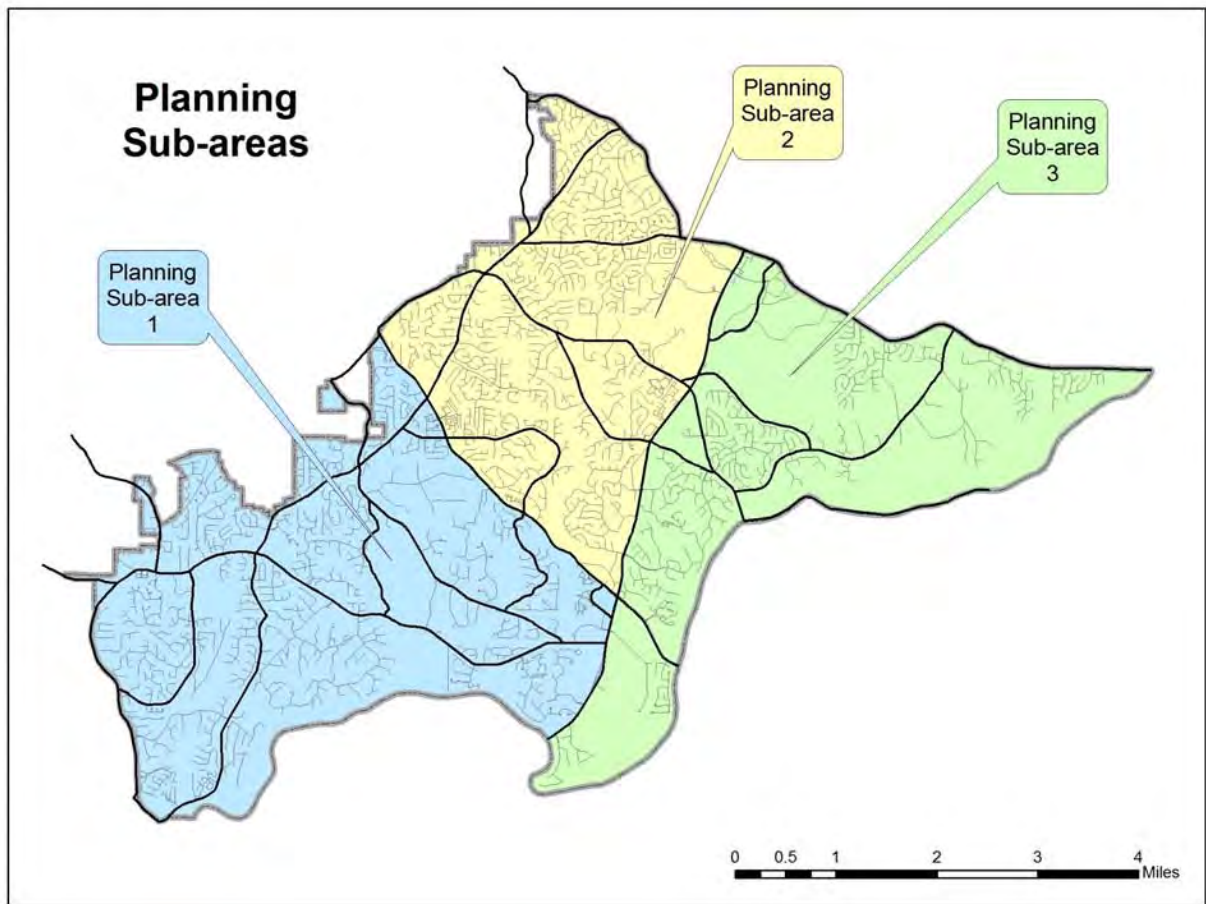 Planning
Sub-areas
Planning
Sub-area
1
Planning
Sub-area
2
Planning
Sub-area
3
0 0.5 1 2 3 4
Miles